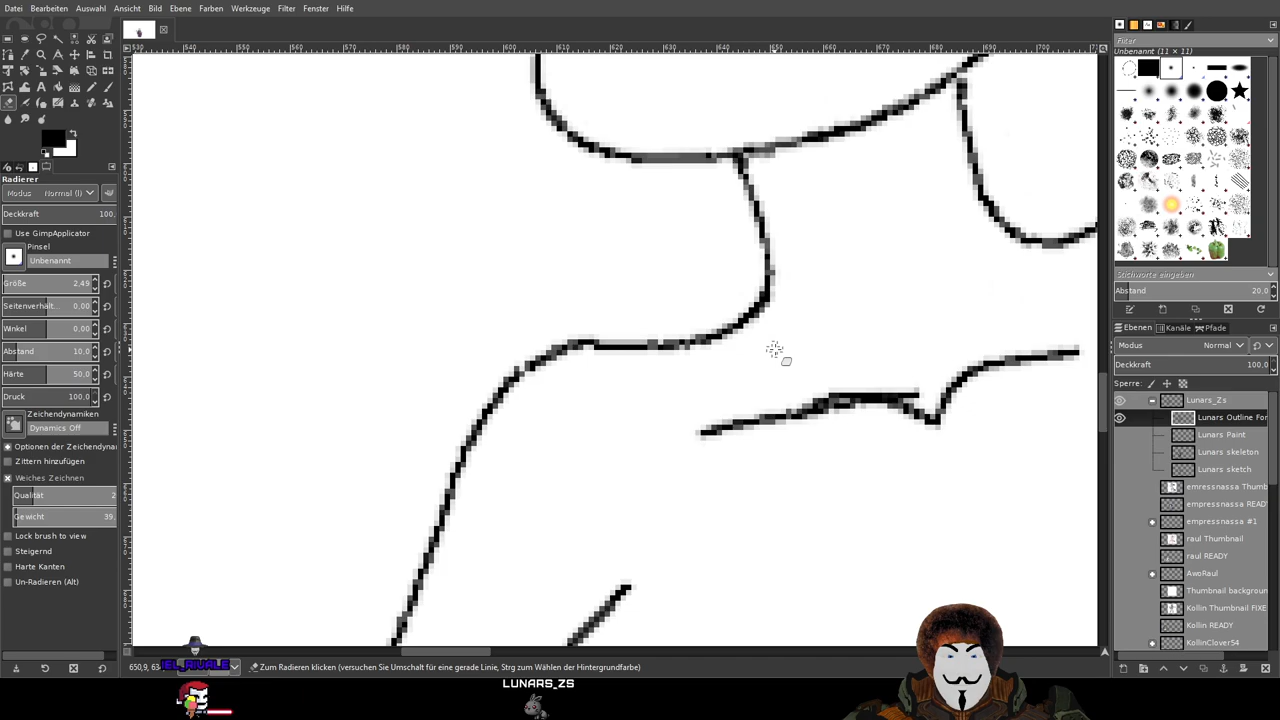 Datei Bearbeiten Auswahl Ansicht Bild Ebene Farben Werkzeuge Filter Fenster Hilfe
Filter
Unbenannt (11 × 11)
Radierer
Modus Normal (l)
Deckkraft 100,
Use GimpApplicator
Pinsel
Unbenannt
Größe 2,49
Seitenverhält. 0,00
Winkel 0,00
Abstand 10,0
Härte 50,0
Druck 100,0
Zeichendynamiken
Dynamics Off
Optionen der Zeichendynar
Zittern hinzufügen
Weiches Zeichnen
Qualität 2
Gewicht 39,
Lock brush to view
Steigernd
Harte Kanten
Un-Radieren (Alt)
Stichworte eingeben
Abstand 20,0
Ebenen Kanäle Pfade
Modus Normal
Deckkraft 100,0
Sperre:
Lunars_Zs
Lunars Outline For
Lunars Paint
Lunars skeleton
Lunars sketch
emressnassa Thumb
empressnassa READ
empressnassa #1
raul Thumbnail
raul READY
AwoRaul
Thumbnail backgroun
Kollin Thumbnail FIXE
Kollin READY
KollinClover54
Zum Radieren klicken (versuchen Sie Umschalt für eine gerade Linie, Strg zum Wählen der Hintergrundfarbe)
LUNARS_ZS